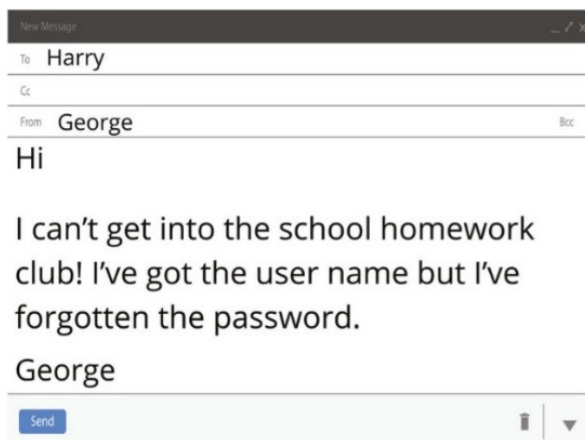 New Message
To Harry
Cc
From George Bcc
Hi
I can't get into the school homework
club! I've got the user name but I've
forgotten the password.
George
Send